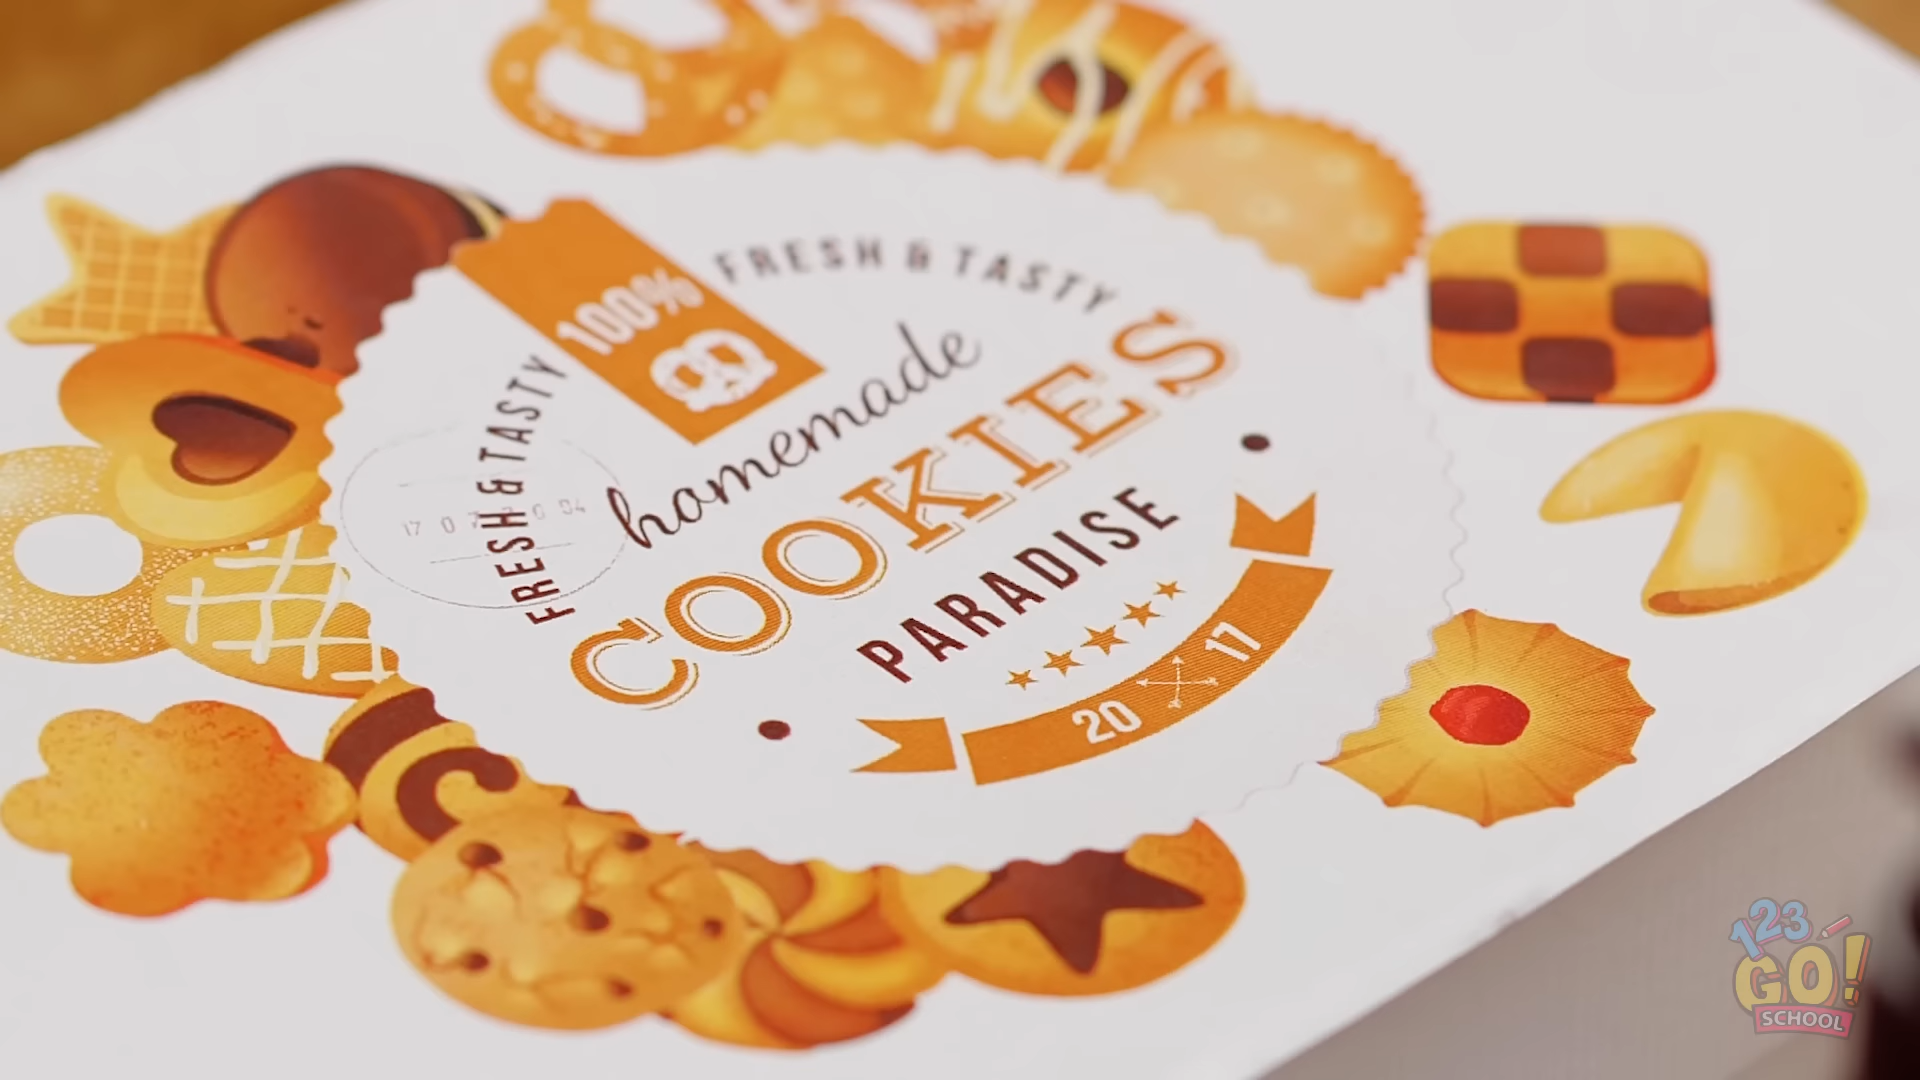 100%
FRESH & TASTY
FRESH & TASTY
homemade
COOKIES
PARADISE
20 17
123
GO!
SCHOOL